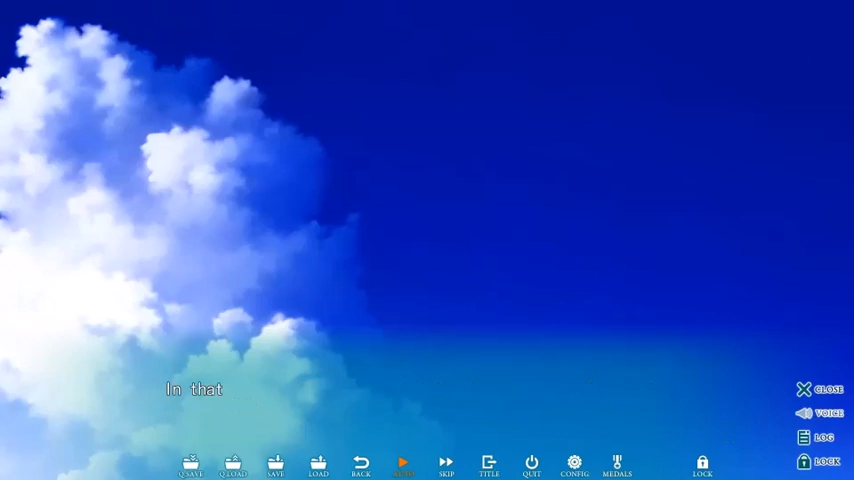 In that
CLOSE
VOICE
LOG
LOCK
Q.SAVE Q.LOAD SAVE LOAD BACK AUTO SKIP TITLE QUIT CONFIG MEDALS LOCK